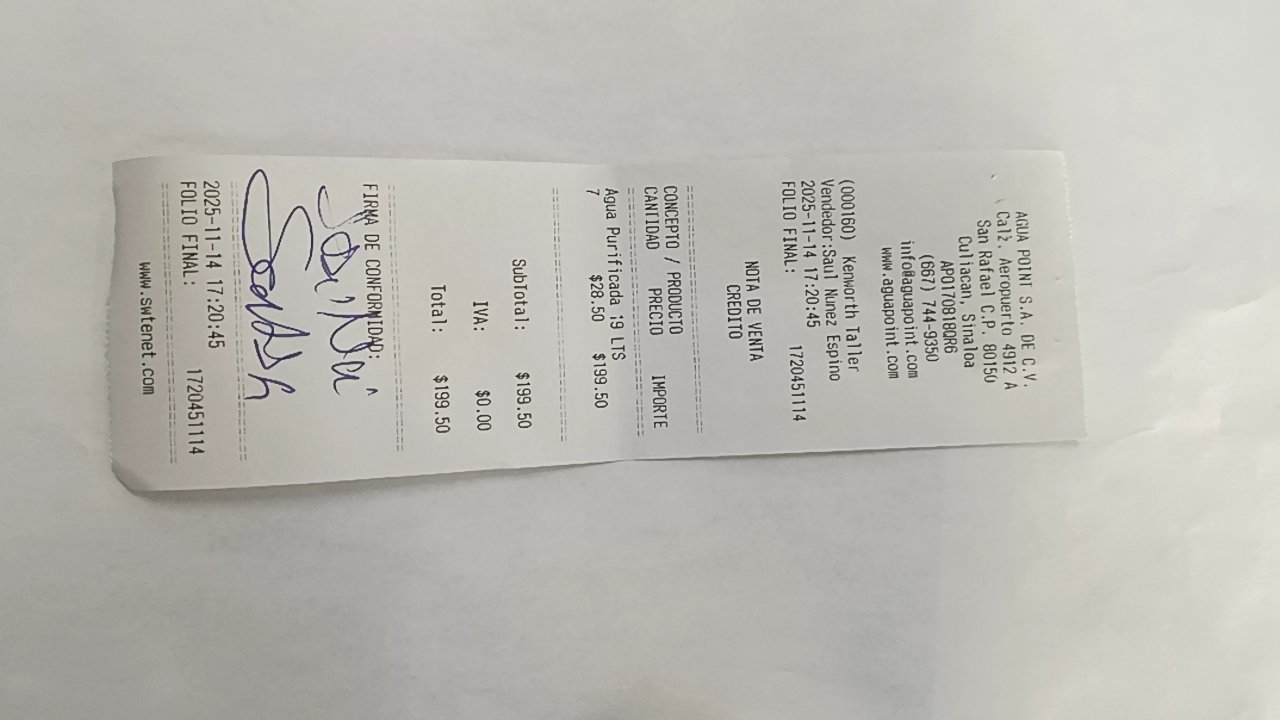 AGUA POINT S.A. DE C.V.
Calz. Aeropuerto 4912 A
San Rafael C.P. 80150
Culiacan, Sinaloa
APO170818QR6
(667) 744-9350
info@aguapoint.com
www.aguapoint.com
NOTA DE VENTA
CREDITO
(000160) Kenworth Taller
Vendedor:Saul Nunez Espino
2025-11-14 17:20:45
FOLIO FINAL: 1720451114
CONCEPTO / PRODUCTO
CANTIDAD PRECIO IMPORTE
Agua Purificada 19 LTS
7 $28.50 $199.50
SubTotal: $199.50
IVA: $0.00
Total: $199.50
FIRMA DE CONFORMIDAD:
2025-11-14 17:20:45
FOLIO FINAL: 1720451114
www.swtenet.com